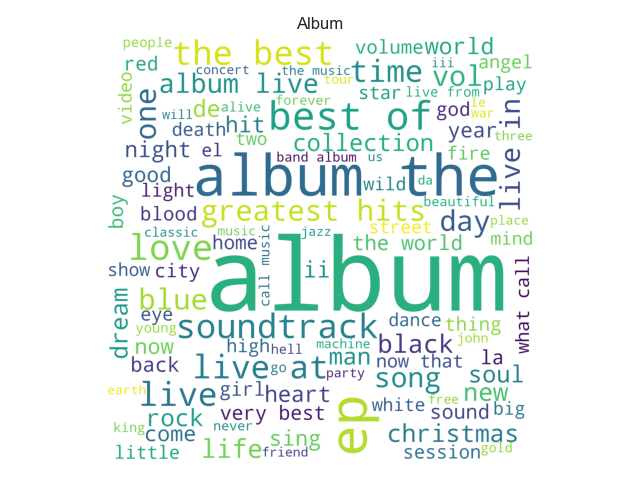 Album
people
the best
volume
world
red
concert
the music
iii
angel
video
album live
tour
time
vol
play
one
de
alive
forever
star
live from
le
will
hit
best of
god
war
live in
death
two
collection
year
three
night
el
band album
us
fire
good
album the
light
wild
da
beautiful
boy
blood
greatest hits
street
day
place
classic
music
jazz
love
home
call music
the world
mind
show
city
ii
album
what call
dream
blue
eye
soundtrack
dance
thing
young
now
high
hell
machine
man
black
john
back
live at
go
party
now that
la
earth
live
girl
heart
song
soul
new
rock
very best
ep
white
free
sound
big
king
come
never
sing
christmas
little
life
friend
session
gold